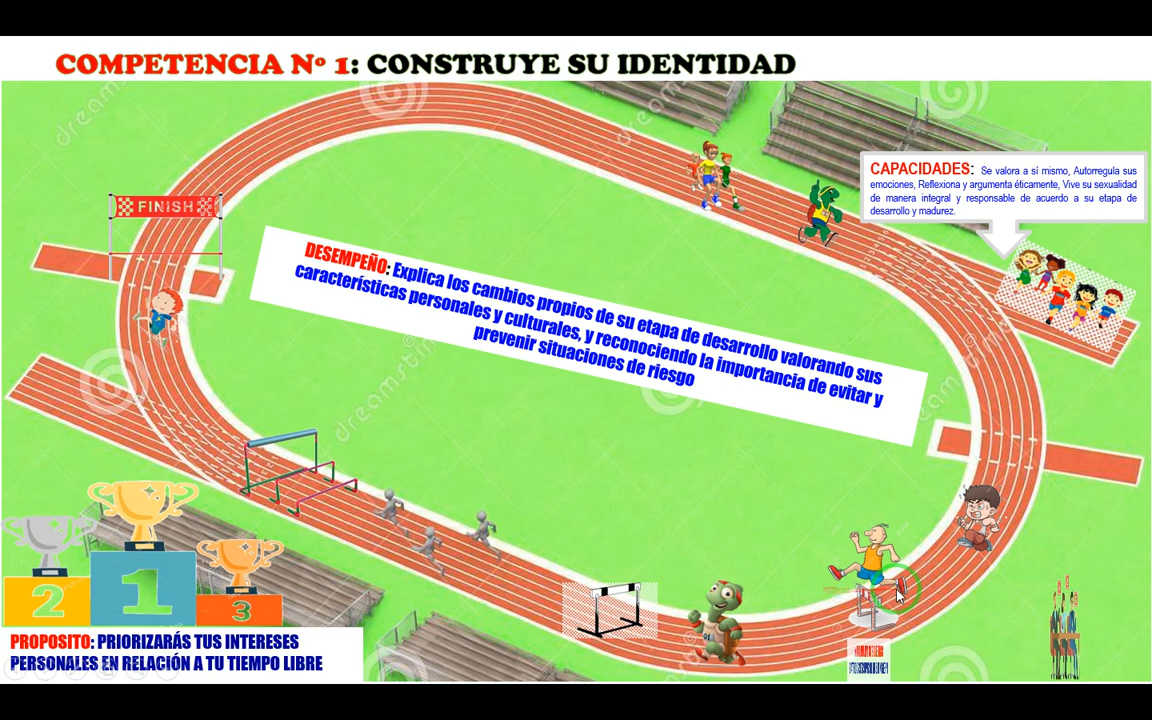 COMPETENCIA Nº 1: CONSTRUYE SU IDENTIDAD
CAPACIDADES: Se valora a sí mismo, Autorregula sus
emociones, Reflexiona y argumenta éticamente, Vive su sexualidad
de manera integral y responsable de acuerdo a su etapa de
desarrollo y madurez.
FINISH
DESEMPEÑO: Explica los cambios propios de su etapa de desarrollo valorando sus
características personales y culturales, y reconociendo la importancia de evitar y
prevenir situaciones de riesgo
2 1 3
PROPOSITO: PRIORIZARÁS TUS INTERESES
PERSONALES EN RELACIÓN A TU TIEMPO LIBRE
dreamstime